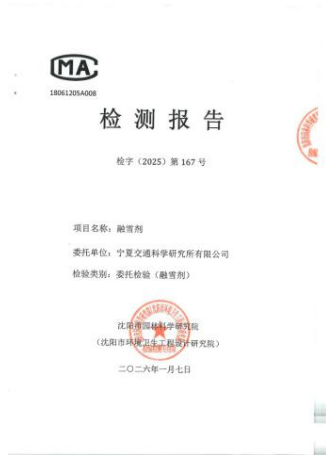 MA
18061205A008
检测报告
检字（2025）第 167 号
项目名称：融雪剂
委托单位：宁夏交通科学研究所有限公司
检验类别：委托检验（融雪剂）
沈阳市园林科学研究院
（沈阳市环境卫生工程设计研究院）
二〇二六年一月七日